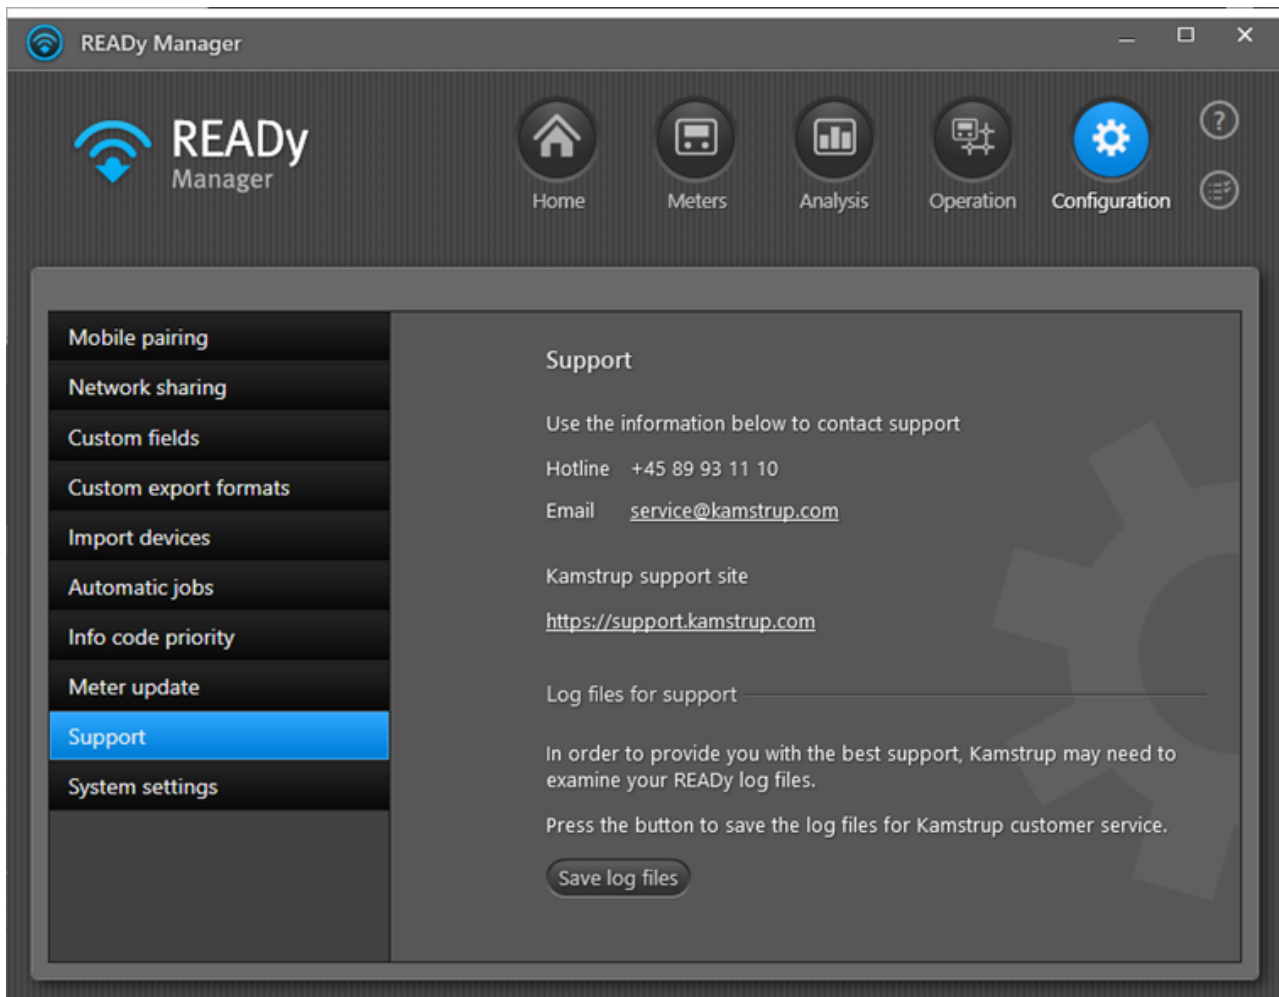 READy Manager
READy
Manager
Home
Meters
Analysis
Operation
Configuration
?
Mobile pairing
Network sharing
Custom fields
Custom export formats
Import devices
Automatic jobs
Info code priority
Meter update
Support
System settings
Support
Use the information below to contact support
Hotline +45 89 93 11 10
Email service@kamstrup.com
Kamstrup support site
https://support.kamstrup.com
Log files for support
In order to provide you with the best support, Kamstrup may need to
examine your READy log files.
Press the button to save the log files for Kamstrup customer service.
Save log files